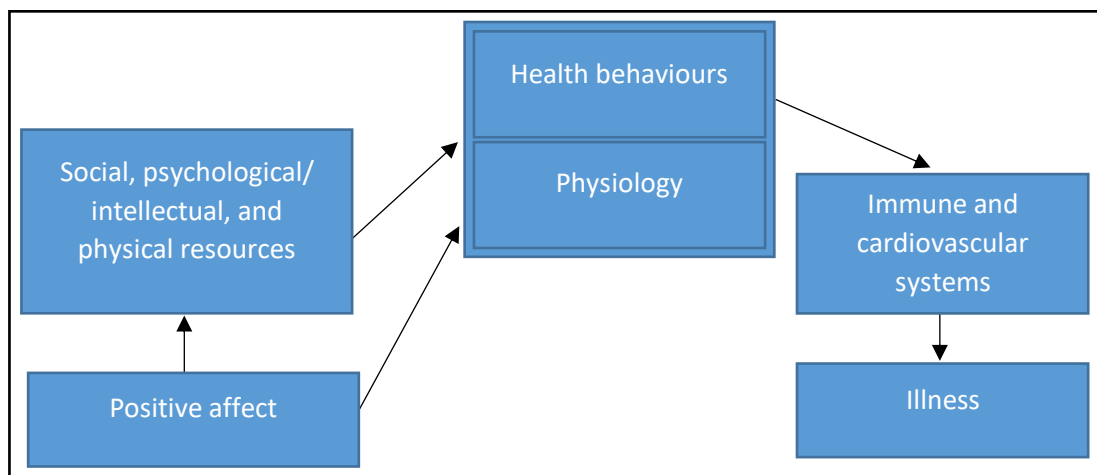 Health behaviours
Physiology
Social, psychological/
intellectual, and
physical resources
Positive affect
Immune and
cardiovascular
systems
Illness